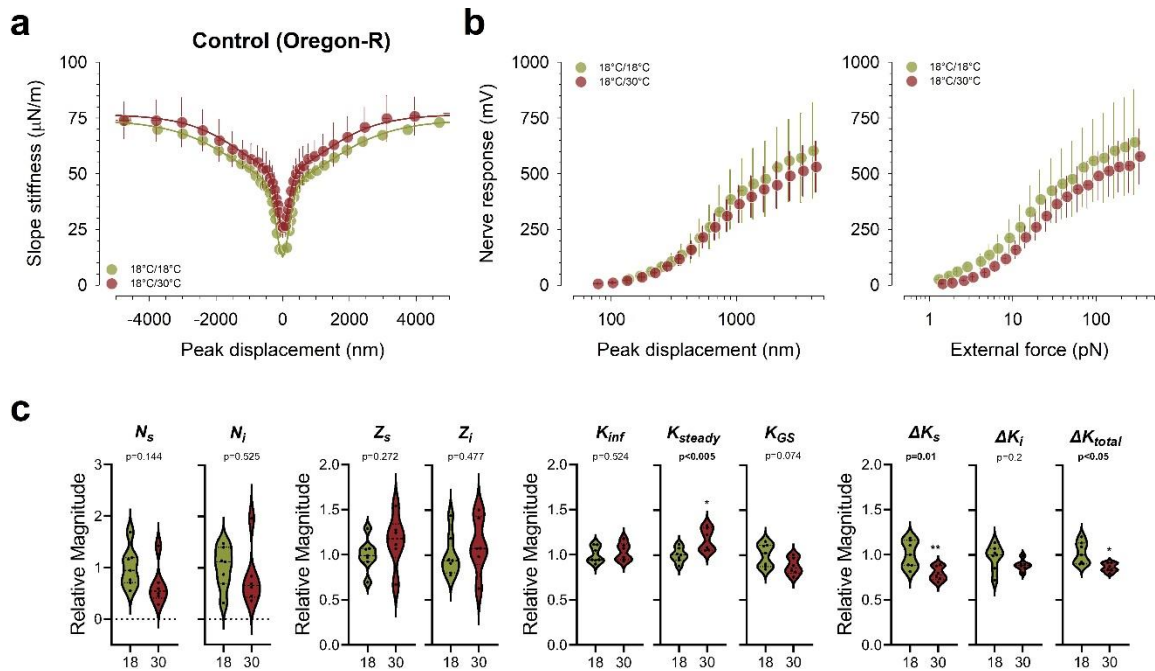 a
Control (Oregon-R)
Slope stiffness (µN/m)
100
75
50
25
0
18°C/18°C
18°C/30°C
-4000 -2000 0 2000 4000
Peak displacement (nm)
b
Nerve response (mV)
1000
750
500
250
0
18°C/18°C
18°C/30°C
100 1000
Peak displacement (nm)
1000
750
500
250
0
18°C/18°C
18°C/30°C
1 10 100
External force (pN)
c
Relative Magnitude
3
2
1
0
Ns
p=0.144
18 30
Ni
p=0.525
18 30
Relative Magnitude
2.0
1.5
1.0
0.5
0.0
Zs
p=0.272
18 30
Zi
p=0.477
18 30
Relative Magnitude
2.0
1.5
1.0
0.5
0.0
Kinf
p=0.524
18 30
Ksteady
p<0.005
*
18 30
KGS
p=0.074
18 30
Relative Magnitude
2.0
1.5
1.0
0.5
0.0
ΔKs
p=0.01
**
18 30
ΔKi
p=0.2
18 30
ΔKtotal
p<0.05
*
18 30